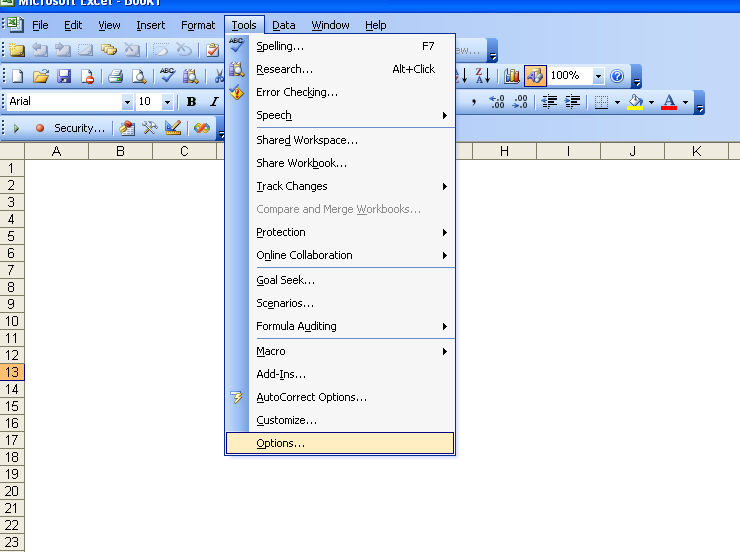 Microsoft Excel - Book1
File Edit View Insert Format Tools Data Window Help
Spelling... F7
Research... Alt+Click
Error Checking...
Speech
Shared Workspace...
Share Workbook...
Track Changes
Compare and Merge Workbooks...
Protection
Online Collaboration
Goal Seek...
Scenarios...
Formula Auditing
Macro
Add-Ins...
AutoCorrect Options...
Customize...
Options...
100%
Arial 10 B I
Security...
A B C H I J K
1
2
3
4
5
6
7
8
9
10
11
12
13
14
15
16
17
18
19
20
21
22
23